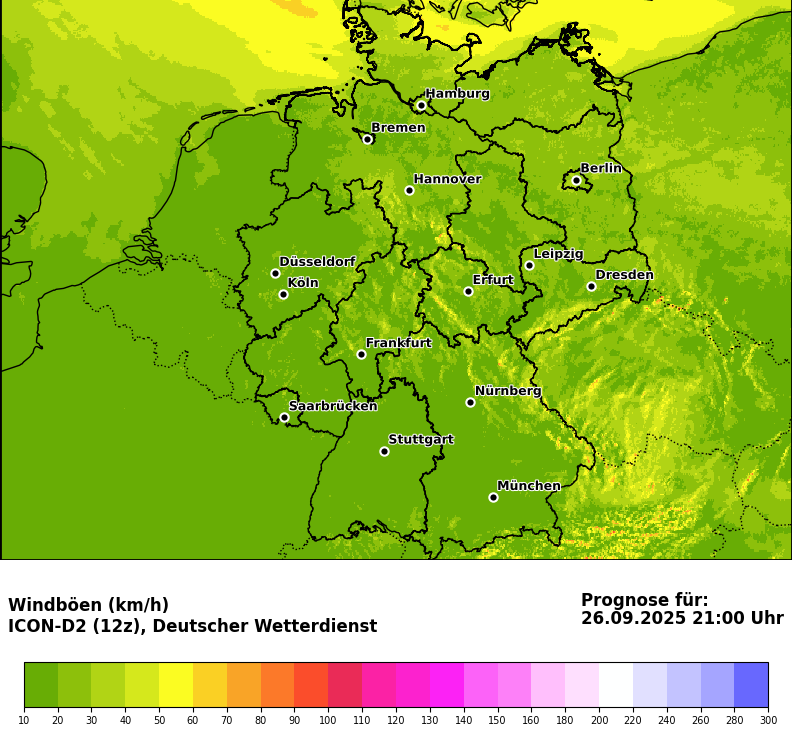 Hamburg
Bremen
Berlin
Hannover
Leipzig
Düsseldorf
Dresden
Köln
Erfurt
Frankfurt
Nürnberg
Saarbrücken
Stuttgart
München
Windböen (km/h)
ICON-D2 (12z), Deutscher Wetterdienst
Prognose für:
26.09.2025 21:00 Uhr
10 20 30 40 50 60 70 80 90 100 110 120 130 140 150 160 180 200 220 240 260 280 300